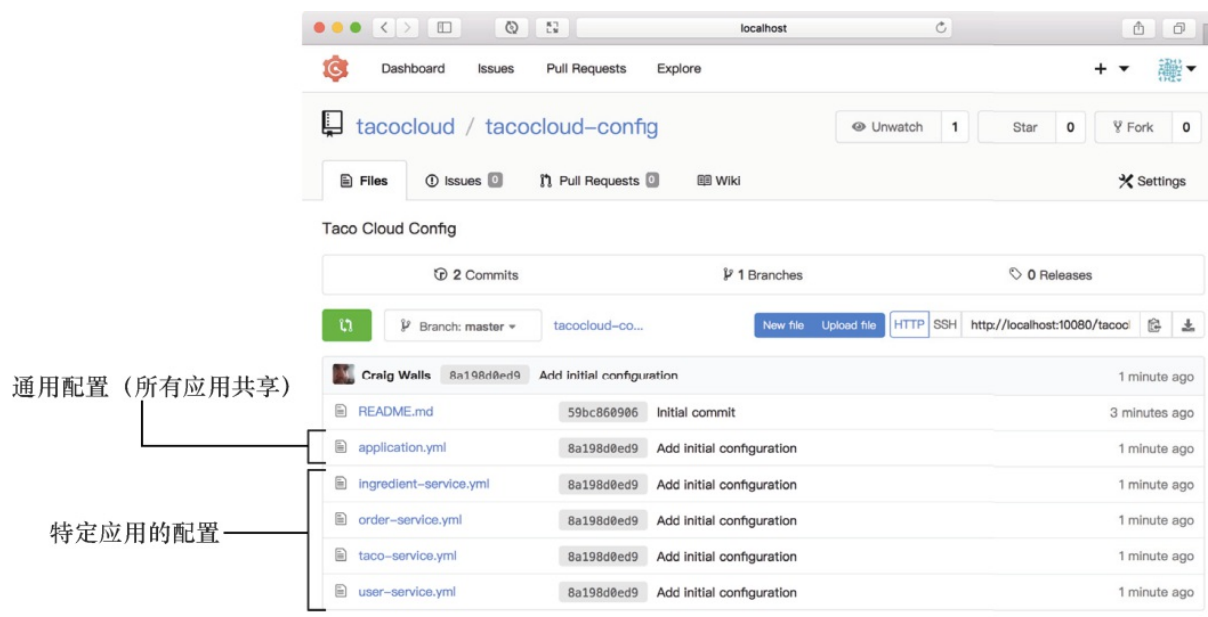 localhost
Dashboard Issues Pull Requests Explore
tacocloud / tacocloud-config
Unwatch 1 Star 0 Fork 0
Files Issues 0 Pull Requests 0 Wiki Settings
Taco Cloud Config
2 Commits 1 Branches 0 Releases
Branch: master tacocloud-co... New file Upload file HTTP SSH http://localhost:10080/tacocl
Craig Walls 8a198d0ed9 Add initial configuration 1 minute ago
通用配置（所有应用共享）
README.md 59bc860906 Initial commit 3 minutes ago
application.yml 8a198d0ed9 Add initial configuration 1 minute ago
ingredient-service.yml 8a198d0ed9 Add initial configuration 1 minute ago
order-service.yml 8a198d0ed9 Add initial configuration 1 minute ago
特定应用的配置
taco-service.yml 8a198d0ed9 Add initial configuration 1 minute ago
user-service.yml 8a198d0ed9 Add initial configuration 1 minute ago